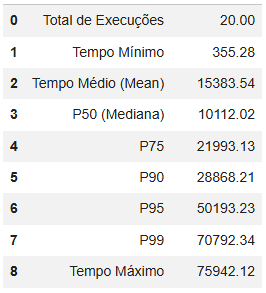 0 Total de Execuções 20.00
1 Tempo Mínimo 355.28
2 Tempo Médio (Mean) 15383.54
3 P50 (Mediana) 10112.02
4 P75 21993.13
5 P90 28868.21
6 P95 50193.23
7 P99 70792.34
8 Tempo Máximo 75942.12